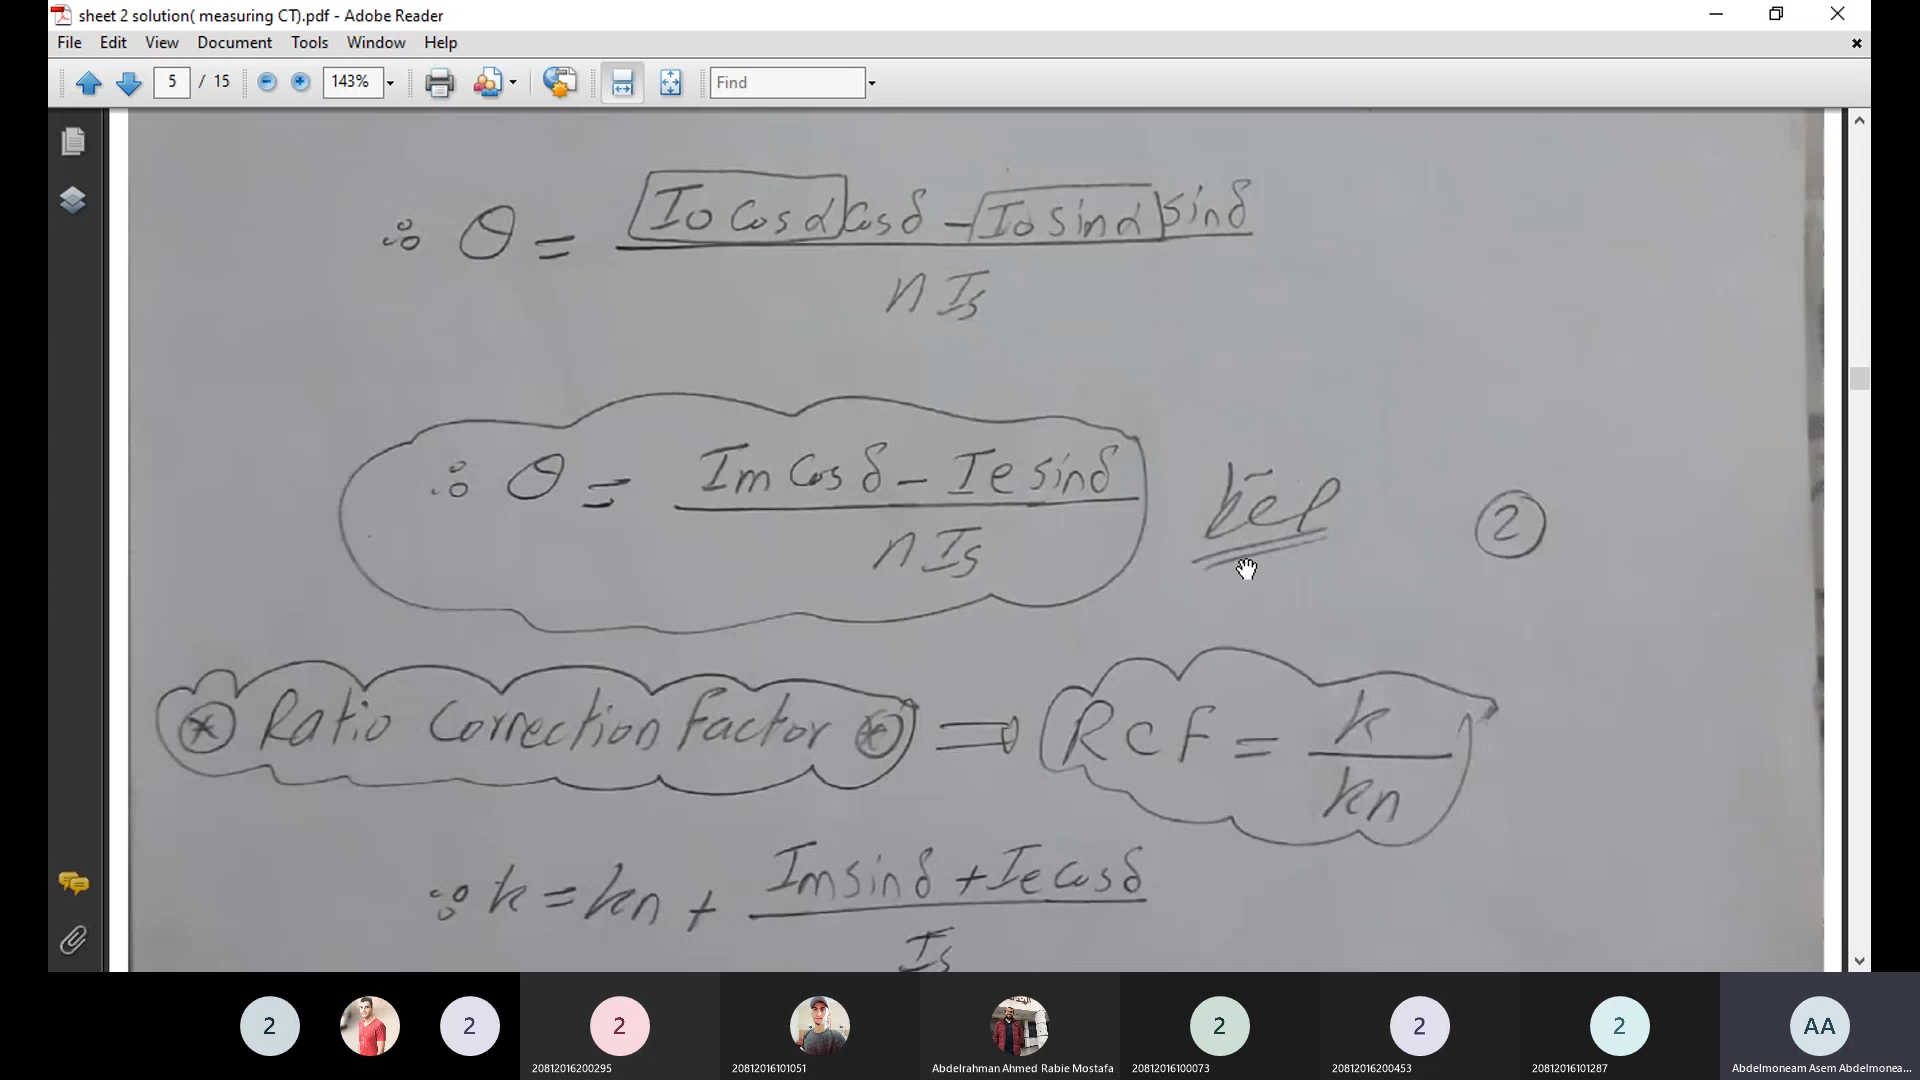 sheet 2 solution( measuring CT).pdf - Adobe Reader
File Edit View Document Tools Window Help
5 / 15 143% Find
∴ θ = (Io Cos α Cos δ - Io sin α sin δ) / n Is
∴ θ = (Im Cos δ - Ie sin δ) / n Is
2
* Ratio Correction Factor * ⇒ RCF = k / kn
∴ k = kn + (Im sin δ + Ie cos δ) / Is
2 2 2 2 2 2 AA
20812016200295 20812016101051 Abdelrahman Ahmed Rabie Mostafa 20812016100073 20812016200453 20812016101287 Abdelmoneam Asem Abdelmonea...